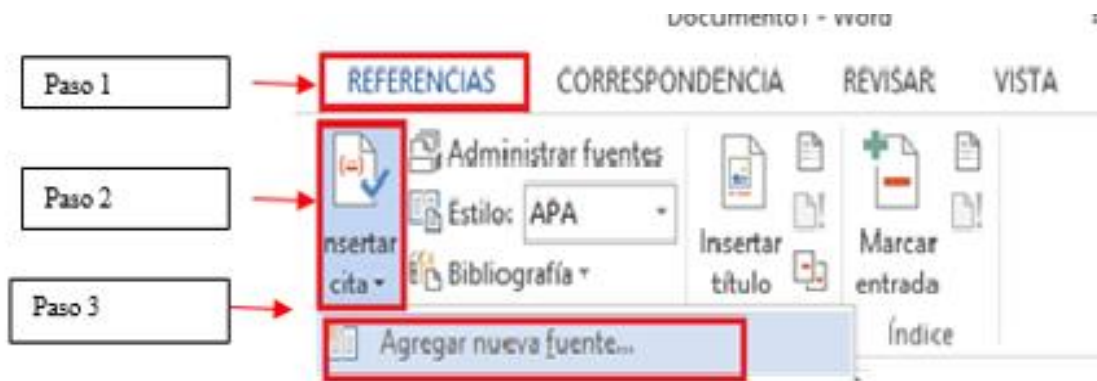 Documento1 - Word
Paso 1
REFERENCIAS CORRESPONDENCIA REVISAR VISTA
Paso 2
Administrar fuentes
Estilo: APA
Bibliografía
nsertar cita
Insertar título
Marcar entrada
Índice
Paso 3
Agregar nueva fuente...